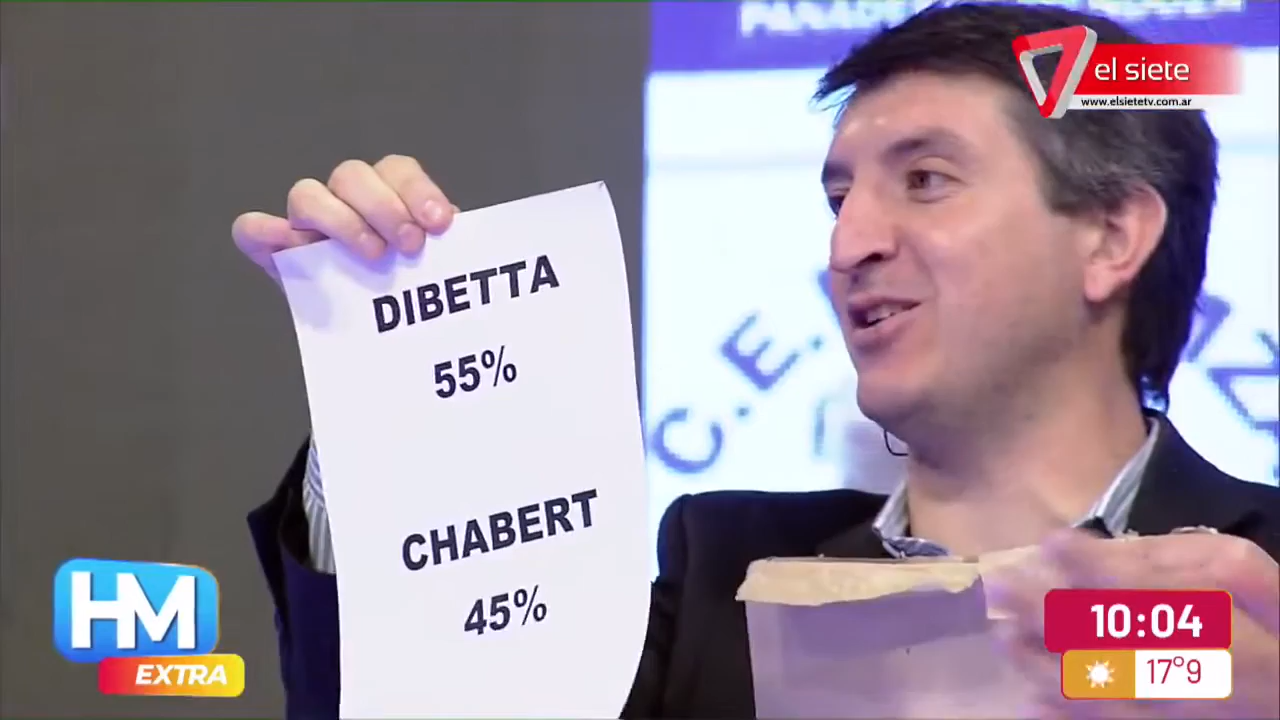 el siete
www.elsietetv.com.ar
DIBETTA
55%
C.E.
CHABERT
45%
HM
EXTRA
10:04
17°9